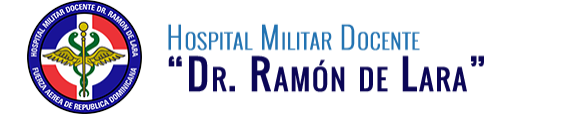 HOSPITAL MILITAR DOCENTE DR. RAMON DE LARA
FUERZA AEREA DE REPUBLICA DOMINICANA
HOSPITAL MILITAR DOCENTE
“DR. RAMÓN DE LARA”